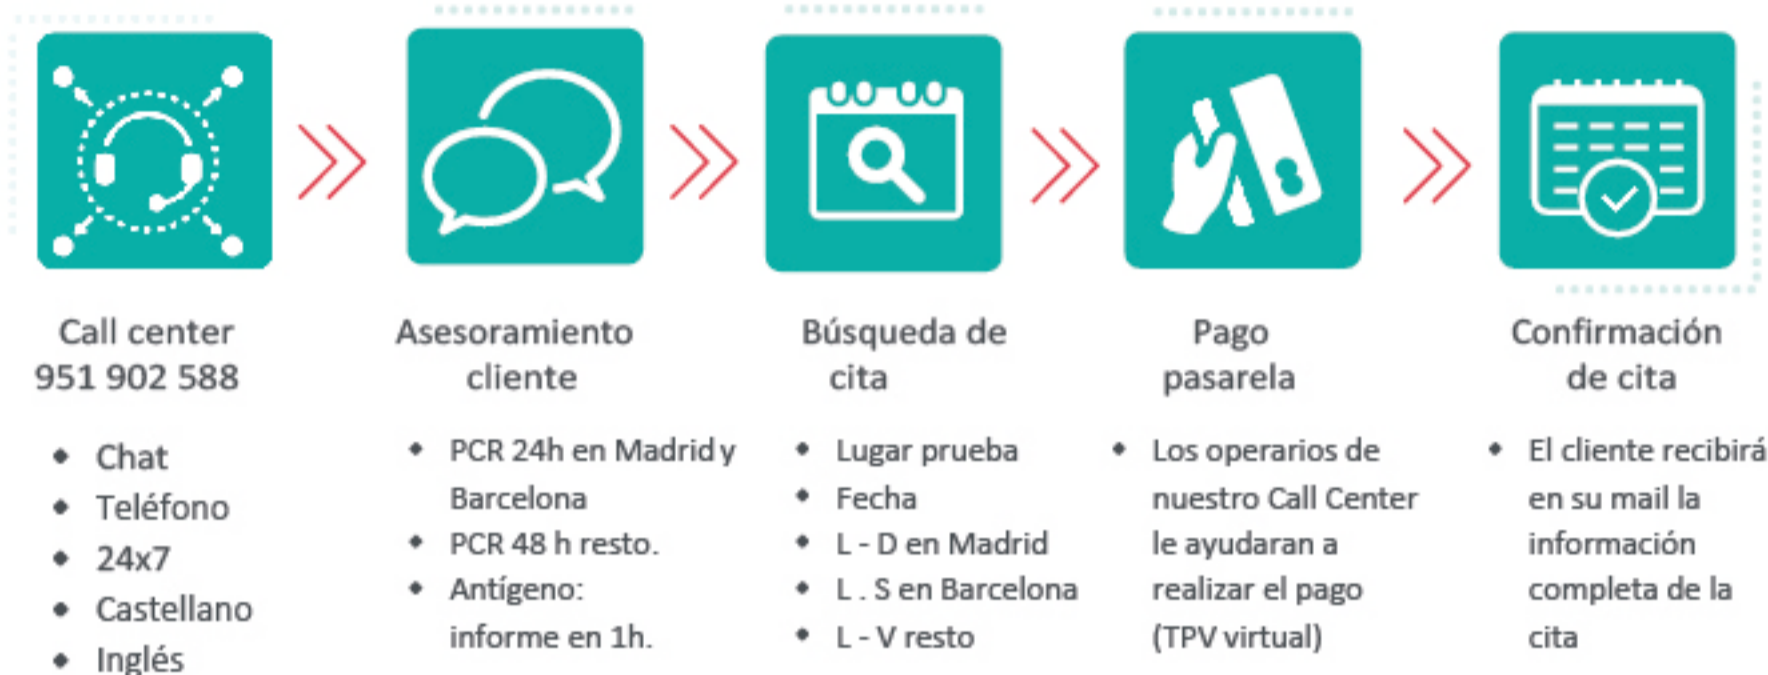 Call center
951 902 588
Chat
Teléfono
24x7
Castellano
Inglés
Asesoramiento
cliente
PCR 24h en Madrid y
Barcelona
PCR 48 h resto.
Antígeno:
informe en 1h.
Búsqueda de
cita
Lugar prueba
Fecha
L - D en Madrid
L . S en Barcelona
L - V resto
Pago
pasarela
Los operarios de
nuestro Call Center
le ayudaran a
realizar el pago
(TPV virtual)
Confirmación
de cita
El cliente recibirá
en su mail la
información
completa de la
cita